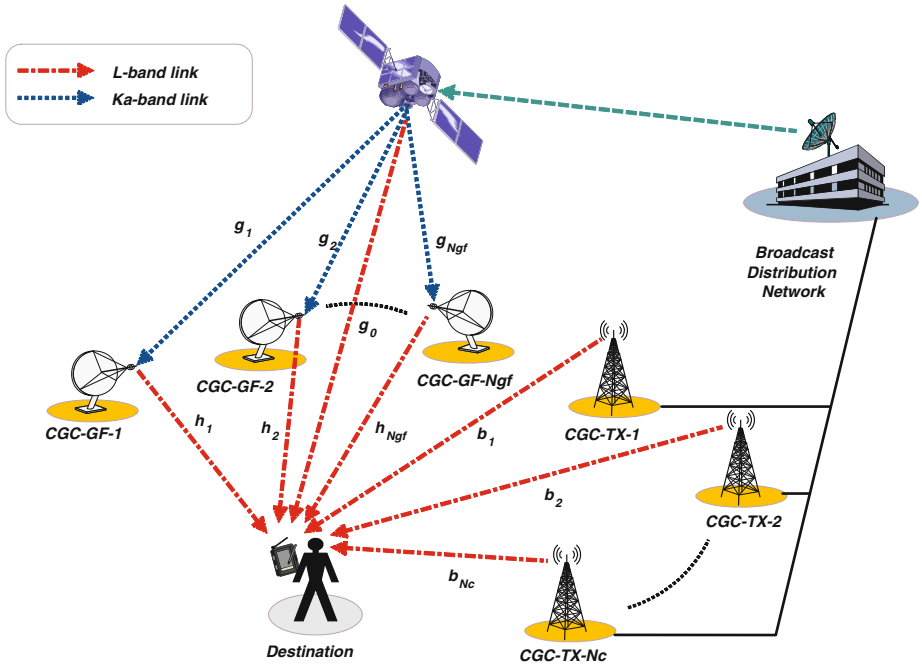 L-band link
Ka-band link
g1
g2
gNgf
g0
Broadcast
Distribution
Network
CGC-GF-1
CGC-GF-2
CGC-GF-Ngf
h1
h2
hNgf
b1
CGC-TX-1
b2
CGC-TX-2
bNc
CGC-TX-Nc
Destination